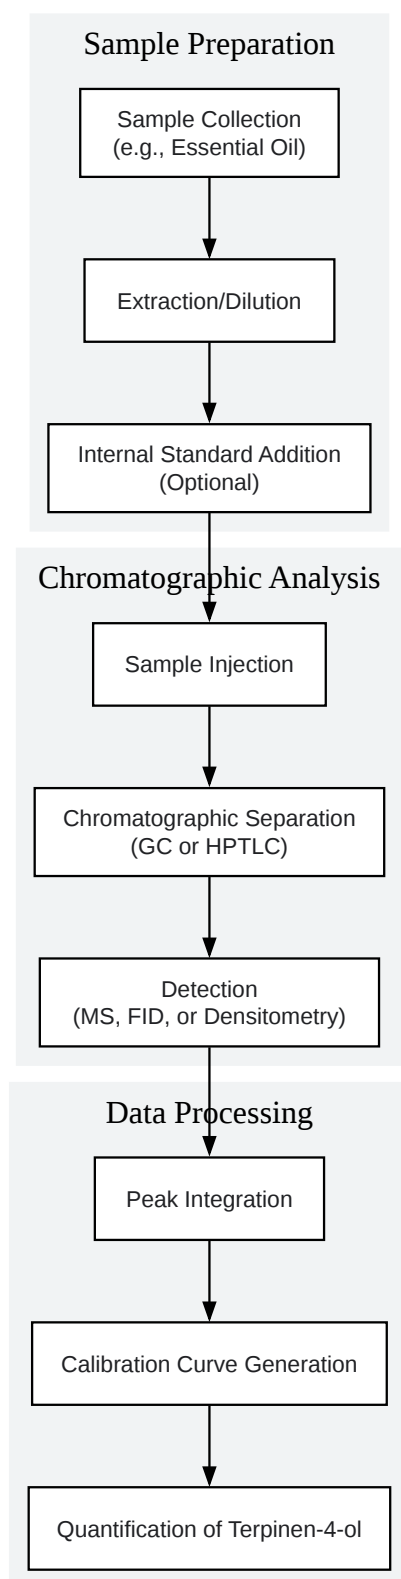 Sample Preparation
Sample Collection
(e.g., Essential Oil)
Extraction/Dilution
Internal Standard Addition
(Optional)
Chromatographic Analysis
Sample Injection
Chromatographic Separation
(GC or HPTLC)
Detection
(MS, FID, or Densitometry)
Data Processing
Peak Integration
Calibration Curve Generation
Quantification of Terpinen-4-ol